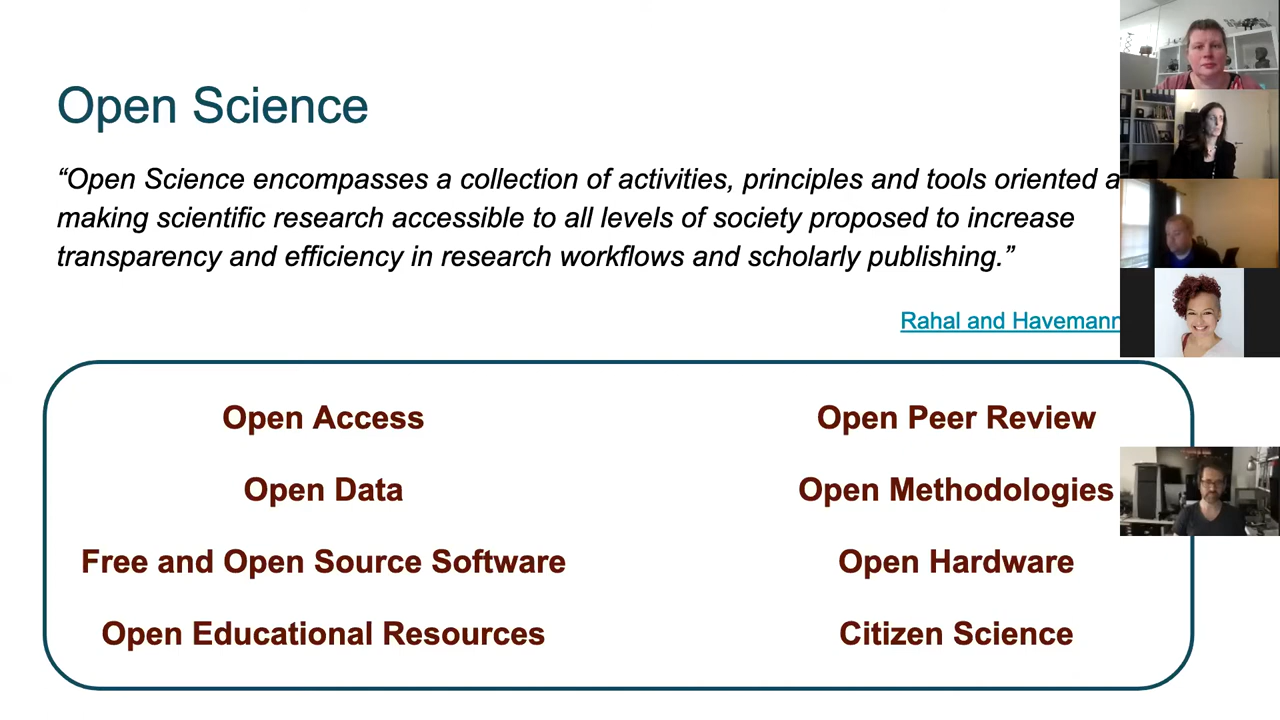 Open Science
“Open Science encompasses a collection of activities, principles and tools oriented a
making scientific research accessible to all levels of society proposed to increase
transparency and efficiency in research workflows and scholarly publishing.”
Rahal and Havemann
Open Access
Open Peer Review
Open Data
Open Methodologies
Free and Open Source Software
Open Hardware
Open Educational Resources
Citizen Science